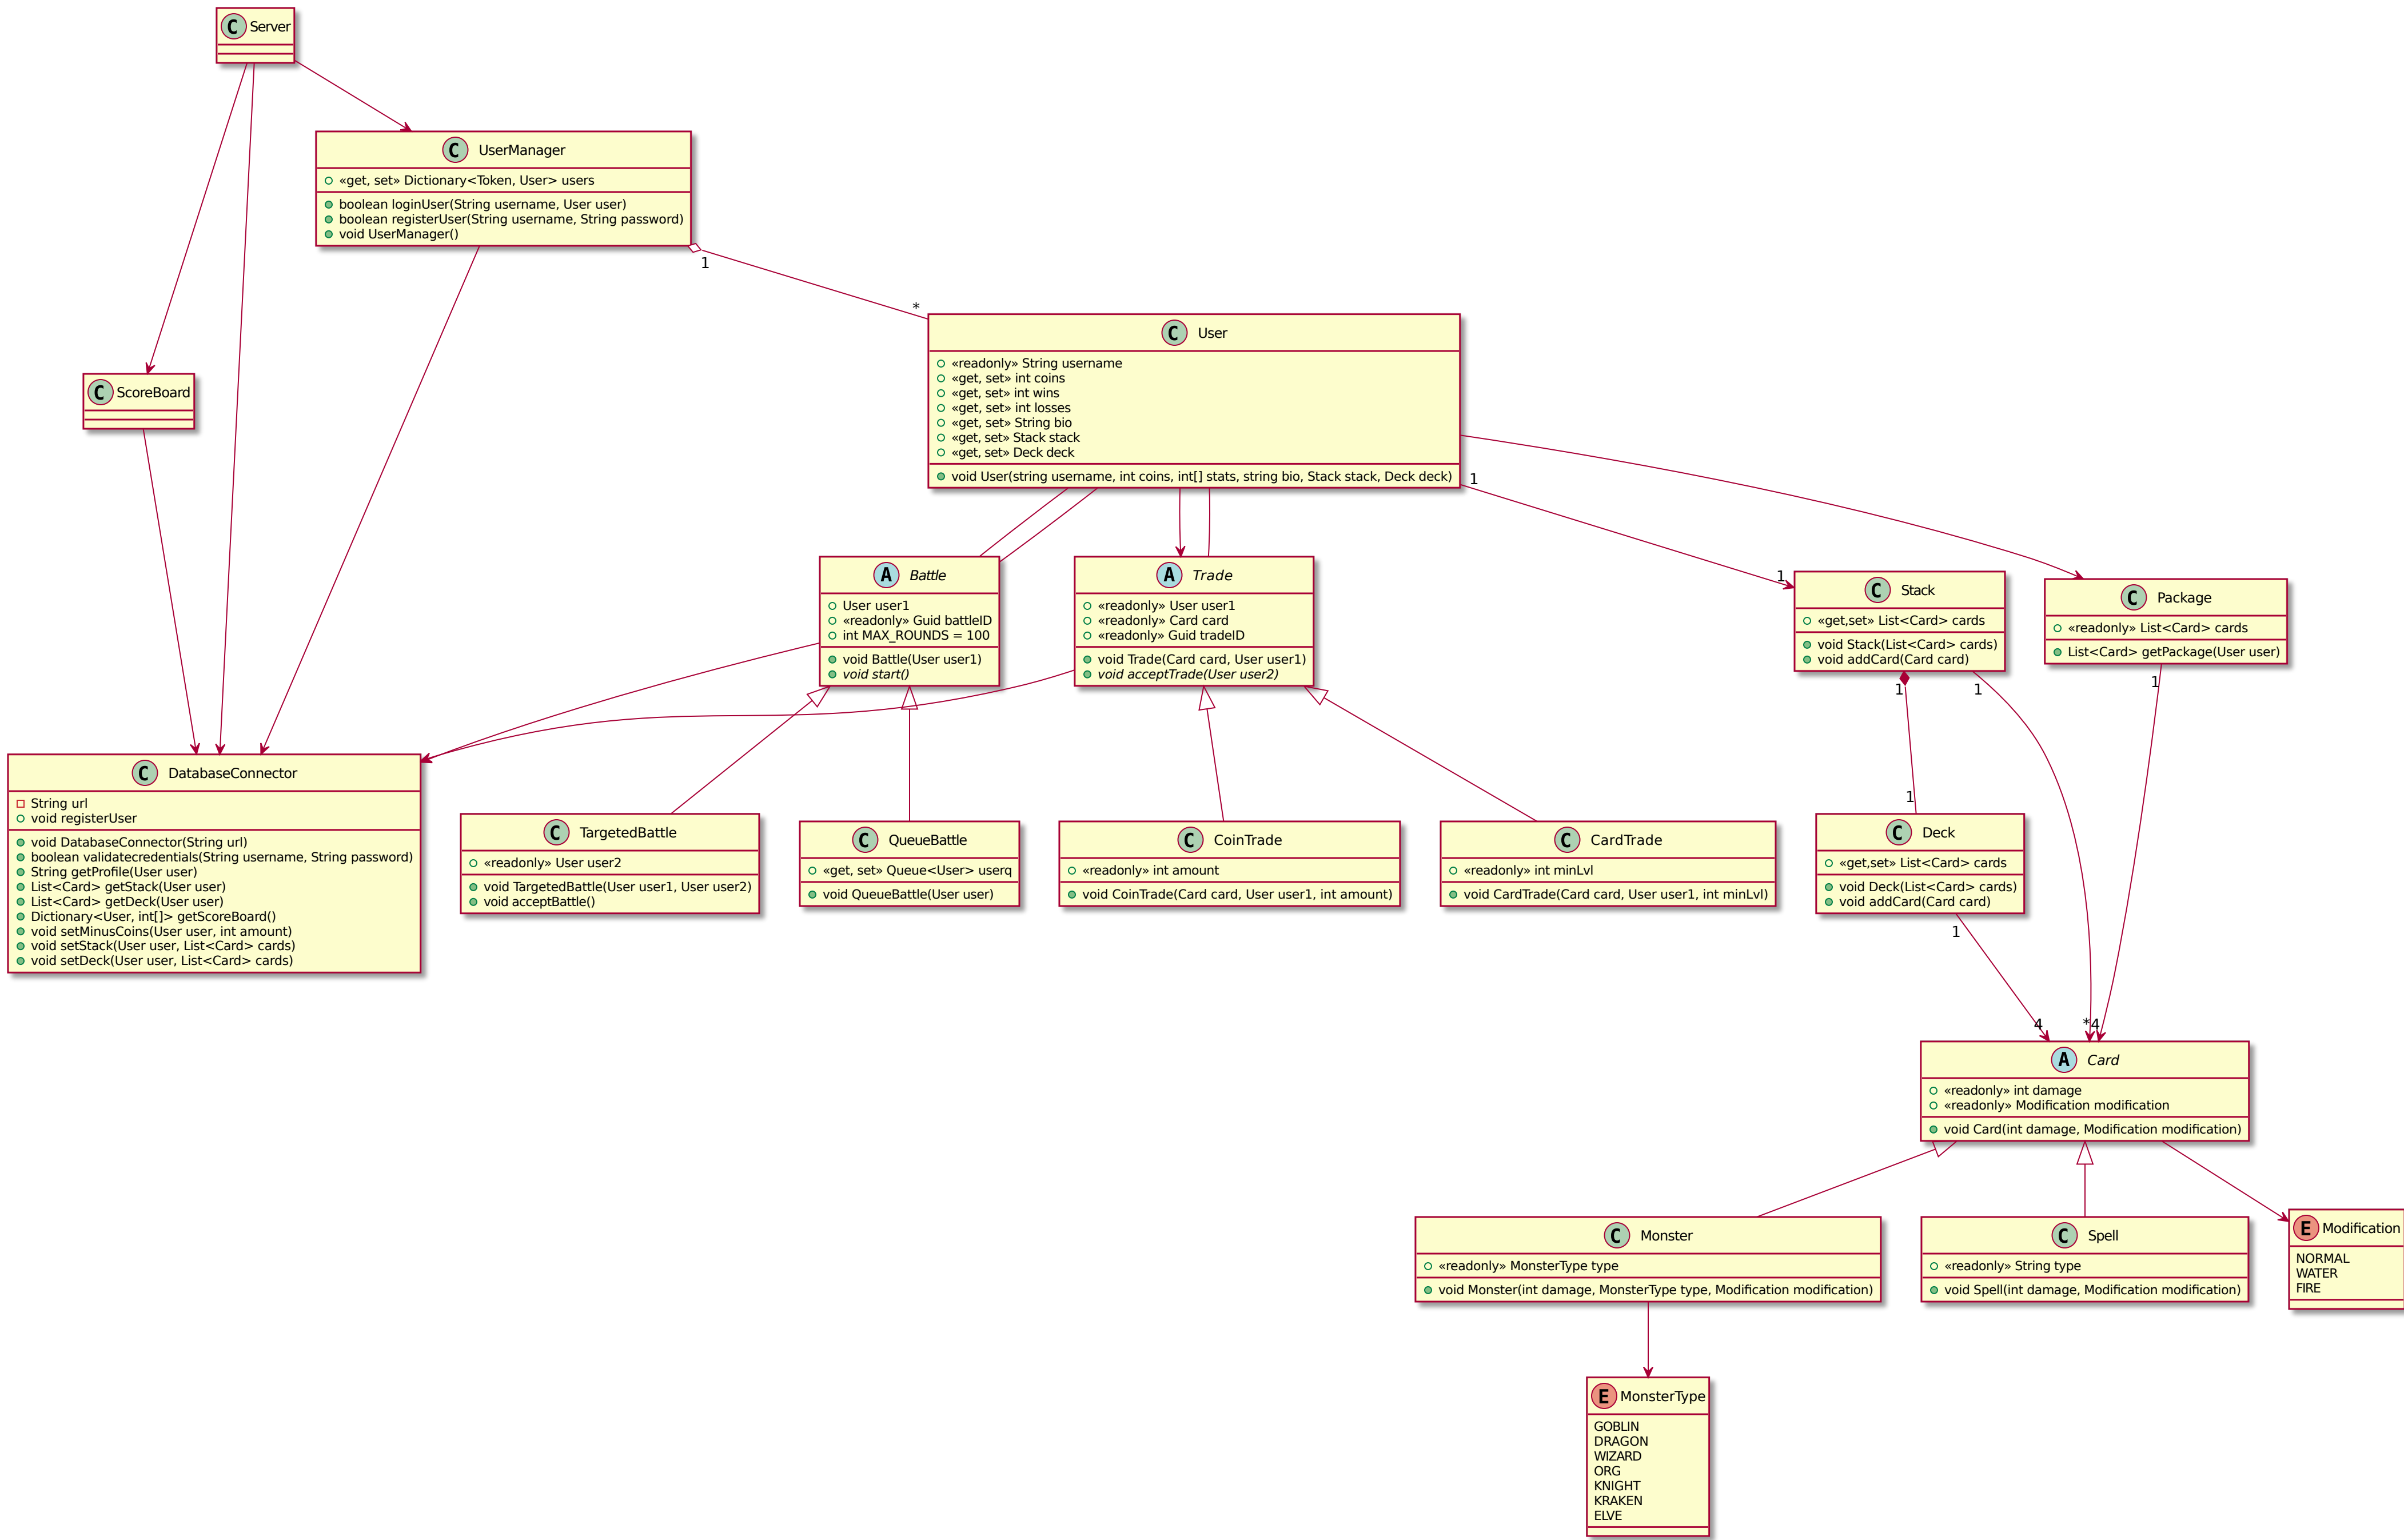 C Server
C UserManager
«get, set» Dictionary<Token, User> users
boolean loginUser(String username, User user)
boolean registerUser(String username, String password)
void UserManager()
1
*
C User
«readonly» String username
«get, set» int coins
«get, set» int wins
«get, set» int losses
«get, set» String bio
«get, set» Stack stack
«get, set» Deck deck
void User(string username, int coins, int[] stats, string bio, Stack stack, Deck deck)
C ScoreBoard
1
1
A Battle
User user1
«readonly» Guid battleID
int MAX_ROUNDS = 100
void Battle(User user1)
void start()
A Trade
«readonly» User user1
«readonly» Card card
«readonly» Guid tradeID
void Trade(Card card, User user1)
void acceptTrade(User user2)
C Stack
«get,set» List<Card> cards
void Stack(List<Card> cards)
void addCard(Card card)
C Package
«readonly» List<Card> cards
List<Card> getPackage(User user)
1
1
1
1
C DatabaseConnector
String url
void registerUser
void DatabaseConnector(String url)
boolean validatecredentials(String username, String password)
String getProfile(User user)
List<Card> getStack(User user)
List<Card> getDeck(User user)
Dictionary<User, int[]> getScoreBoard()
void setMinusCoins(User user, int amount)
void setStack(User user, List<Card> cards)
void setDeck(User user, List<Card> cards)
C TargetedBattle
«readonly» User user2
void TargetedBattle(User user1, User user2)
void acceptBattle()
C QueueBattle
«get, set» Queue<User> userq
void QueueBattle(User user)
C CoinTrade
«readonly» int amount
void CoinTrade(Card card, User user1, int amount)
C CardTrade
«readonly» int minLvl
void CardTrade(Card card, User user1, int minLvl)
C Deck
«get,set» List<Card> cards
void Deck(List<Card> cards)
void addCard(Card card)
1
4
*
4
A Card
«readonly» int damage
«readonly» Modification modification
void Card(int damage, Modification modification)
C Monster
«readonly» MonsterType type
void Monster(int damage, MonsterType type, Modification modification)
C Spell
«readonly» String type
void Spell(int damage, Modification modification)
E Modification
NORMAL
WATER
FIRE
E MonsterType
GOBLIN
DRAGON
WIZARD
ORG
KNIGHT
KRAKEN
ELVE